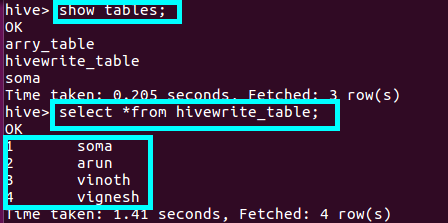 hive> show tables;
OK
arry_table
hivewrite_table
soma
Time taken: 0.205 seconds, Fetched: 3 row(s)
hive> select *from hivewrite_table;
OK
1 soma
2 arun
3 vinoth
4 vignesh
Time taken: 1.41 seconds, Fetched: 4 row(s)